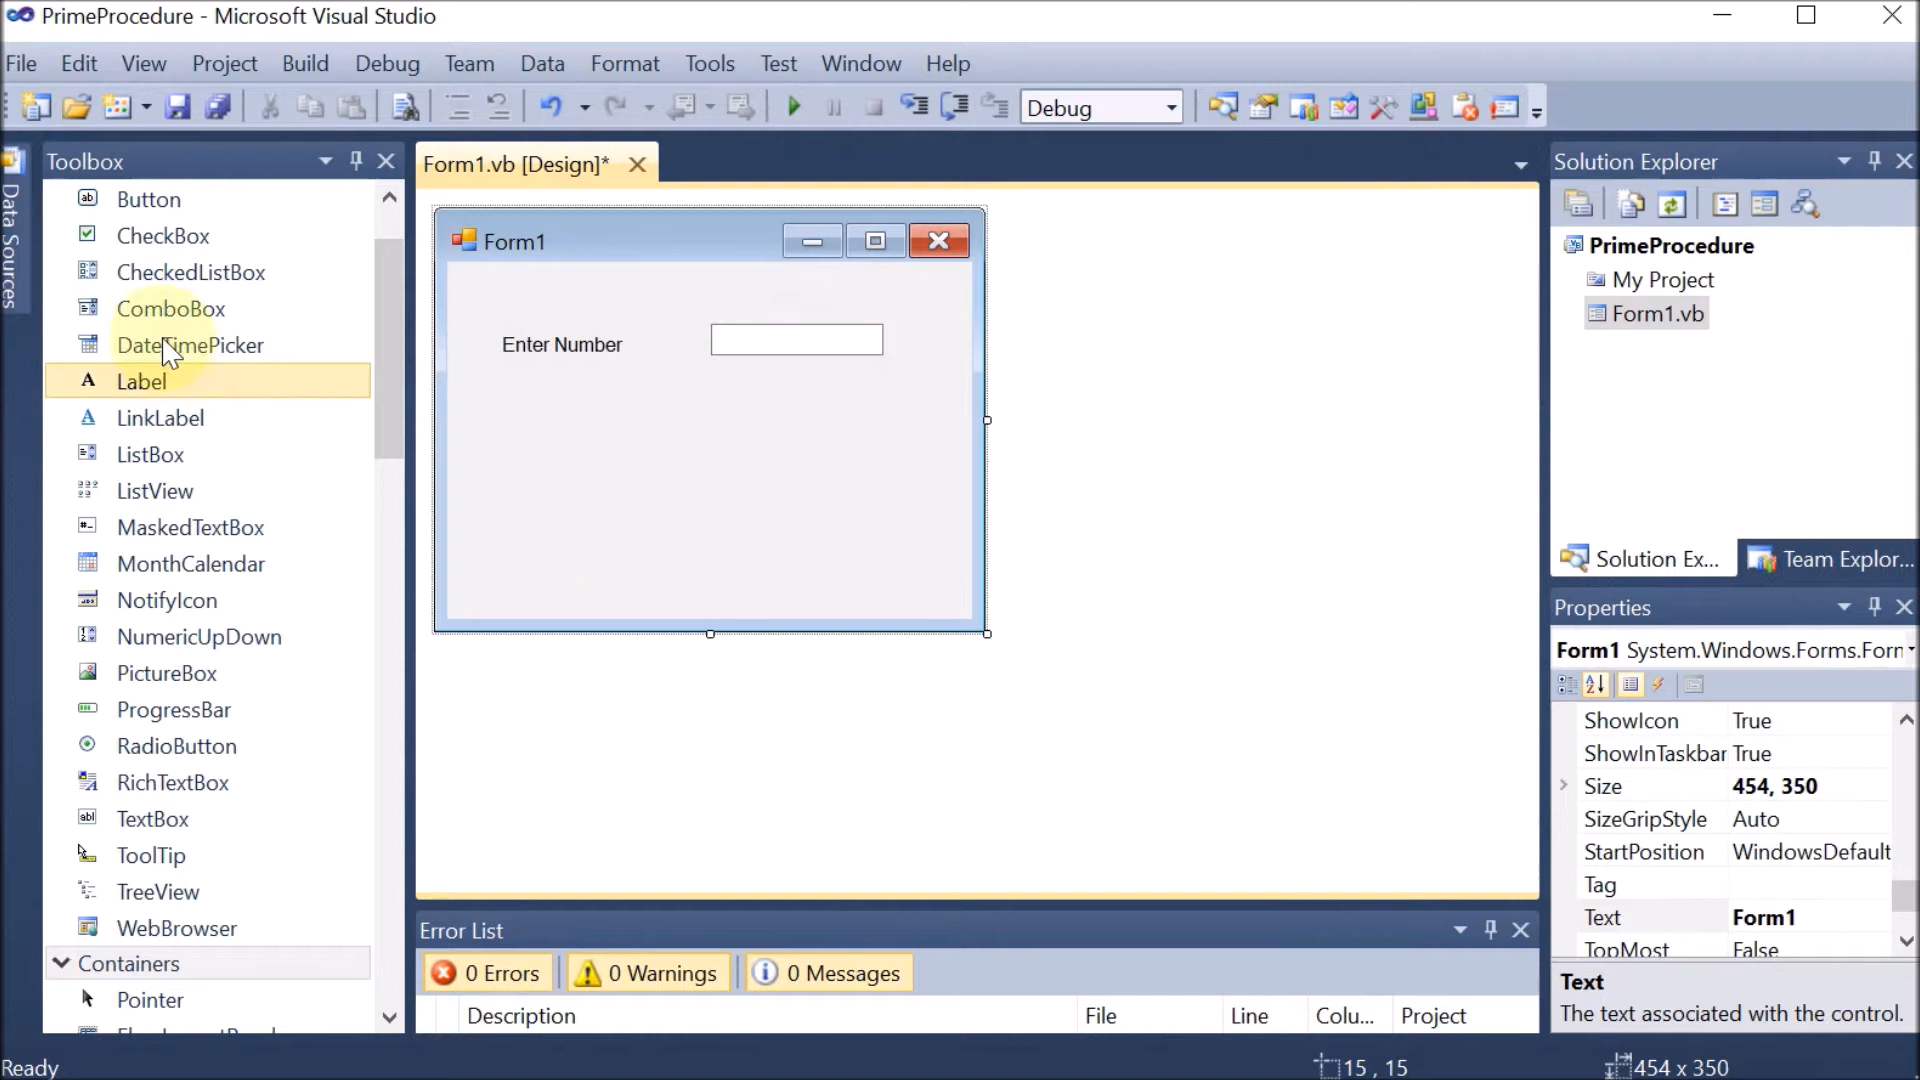 PrimeProcedure - Microsoft Visual Studio
File Edit View Project Build Debug Team Data Format Tools Test Window Help
Debug
Data Sources
Toolbox
Button
CheckBox
CheckedListBox
ComboBox
DateTimePicker
Label
LinkLabel
ListBox
ListView
MaskedTextBox
MonthCalendar
NotifyIcon
NumericUpDown
PictureBox
ProgressBar
RadioButton
RichTextBox
TextBox
ToolTip
TreeView
WebBrowser
Containers
Pointer
Form1.vb [Design]*
Form1
Enter Number
Error List
0 Errors 0 Warnings 0 Messages
Description File Line Colu... Project
Solution Explorer
PrimeProcedure
My Project
Form1.vb
Solution Ex... Team Explor...
Properties
Form1 System.Windows.Forms.Forn
ShowIcon True
ShowInTaskbar True
Size 454, 350
SizeGripStyle Auto
StartPosition WindowsDefault
Tag
Text Form1
TopMost False
Text
The text associated with the control.
Ready 15 , 15 454 x 350